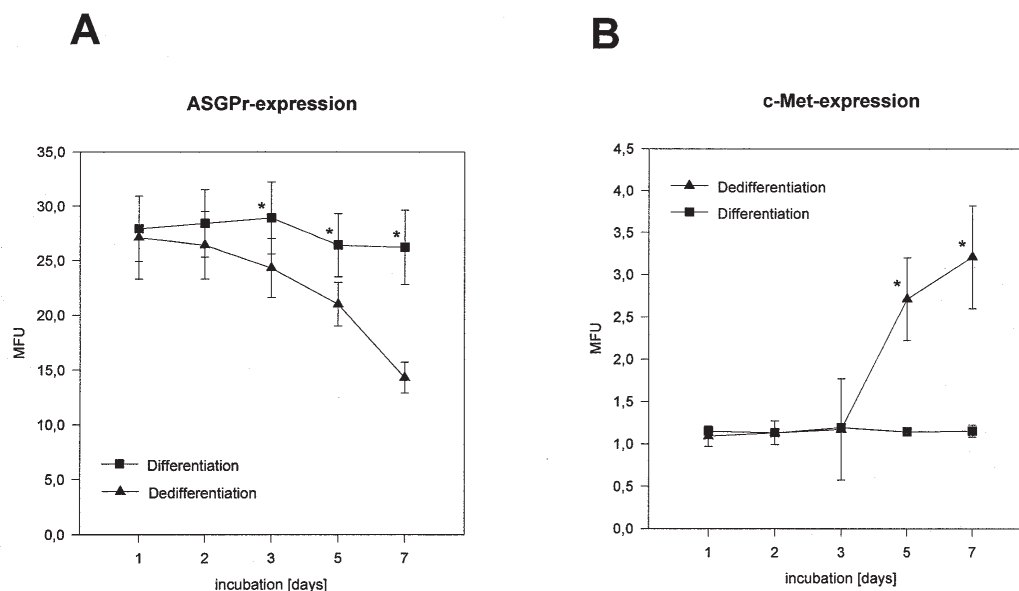 A
ASGPr-expression
35,0
30,0
25,0
20,0
15,0
10,0
5,0
0,0
MFU
*
*
*
Differentiation
Dedifferentiation
1 2 3 5 7
incubation [days]
B
c-Met-expression
4,5
4,0
3,5
3,0
2,5
2,0
1,5
1,0
0,5
0,0
MFU
Dedifferentiation
Differentiation
*
*
1 2 3 5 7
incubation [days]